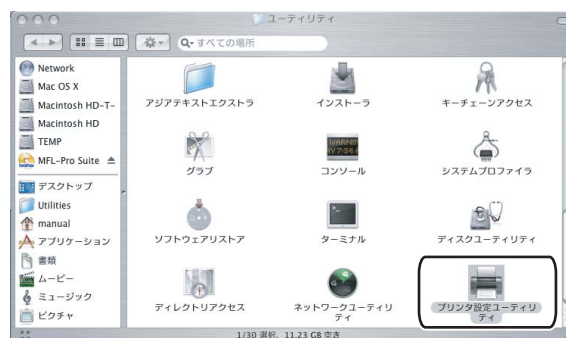 ユーティリティ
すべての場所
Network
Mac OS X
Macintosh HD-T-
Macintosh HD
TEMP
MFL-Pro Suite
デスクトップ
Utilities
manual
アプリケーション
書類
ムービー
ミュージック
ピクチャ
アジアテキストエクストラ
インストーラ
キーチェーンアクセス
グラブ
コンソール
システムプロファイラ
ソフトウェアリストア
ターミナル
ディスクユーティリティ
ディレクトリアクセス
ネットワークユーティリ
ティ
プリンタ設定ユーティリ
ティ
1/30 選択、11.23 GB 空き